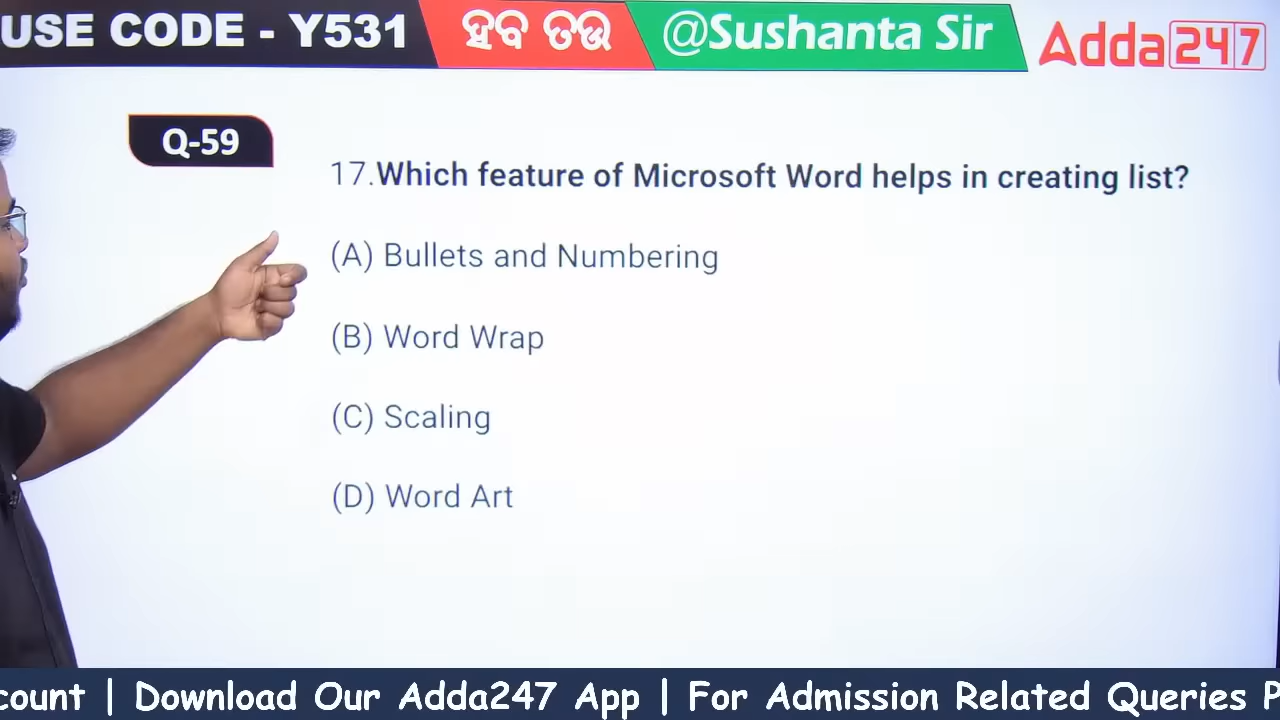 USE CODE - Y531
ହବ ତଉ
@Sushanta Sir
Adda247
Q-59
17.Which feature of Microsoft Word helps in creating list?
(A) Bullets and Numbering
(B) Word Wrap
(C) Scaling
(D) Word Art
count | Download Our Adda247 App | For Admission Related Queries P